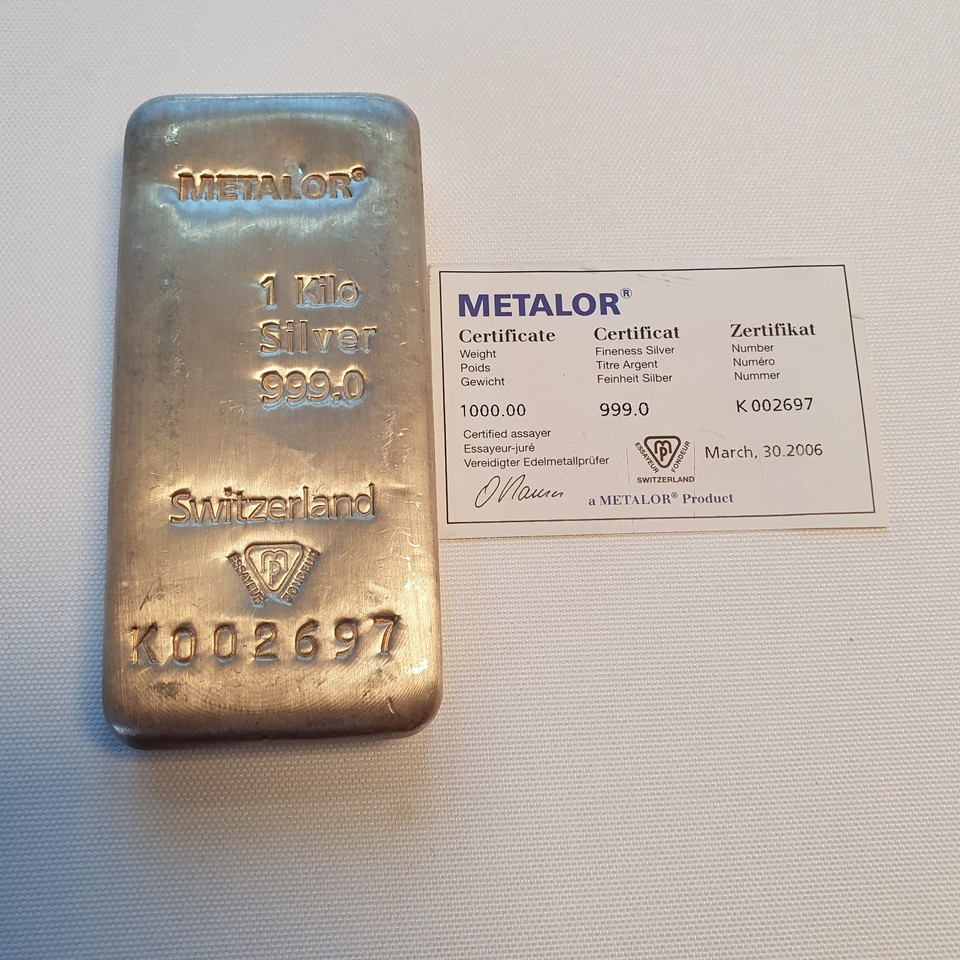 METALOR®
1 Kilo
Silver
999.0
Switzerland
ESSAYEUR FONDEUR
K002697
METALOR®
Certificate Certificat Zertifikat
Weight Fineness Silver Number
Poids Titre Argent Numéro
Gewicht Feinheit Silber Nummer
1000.00 999.0 K 002697
Certified assayer
Essayeur-juré
Vereidigter Edelmetallprüfer
ESSAYEUR FONDEUR
SWITZERLAND
March, 30.2006
a METALOR® Product